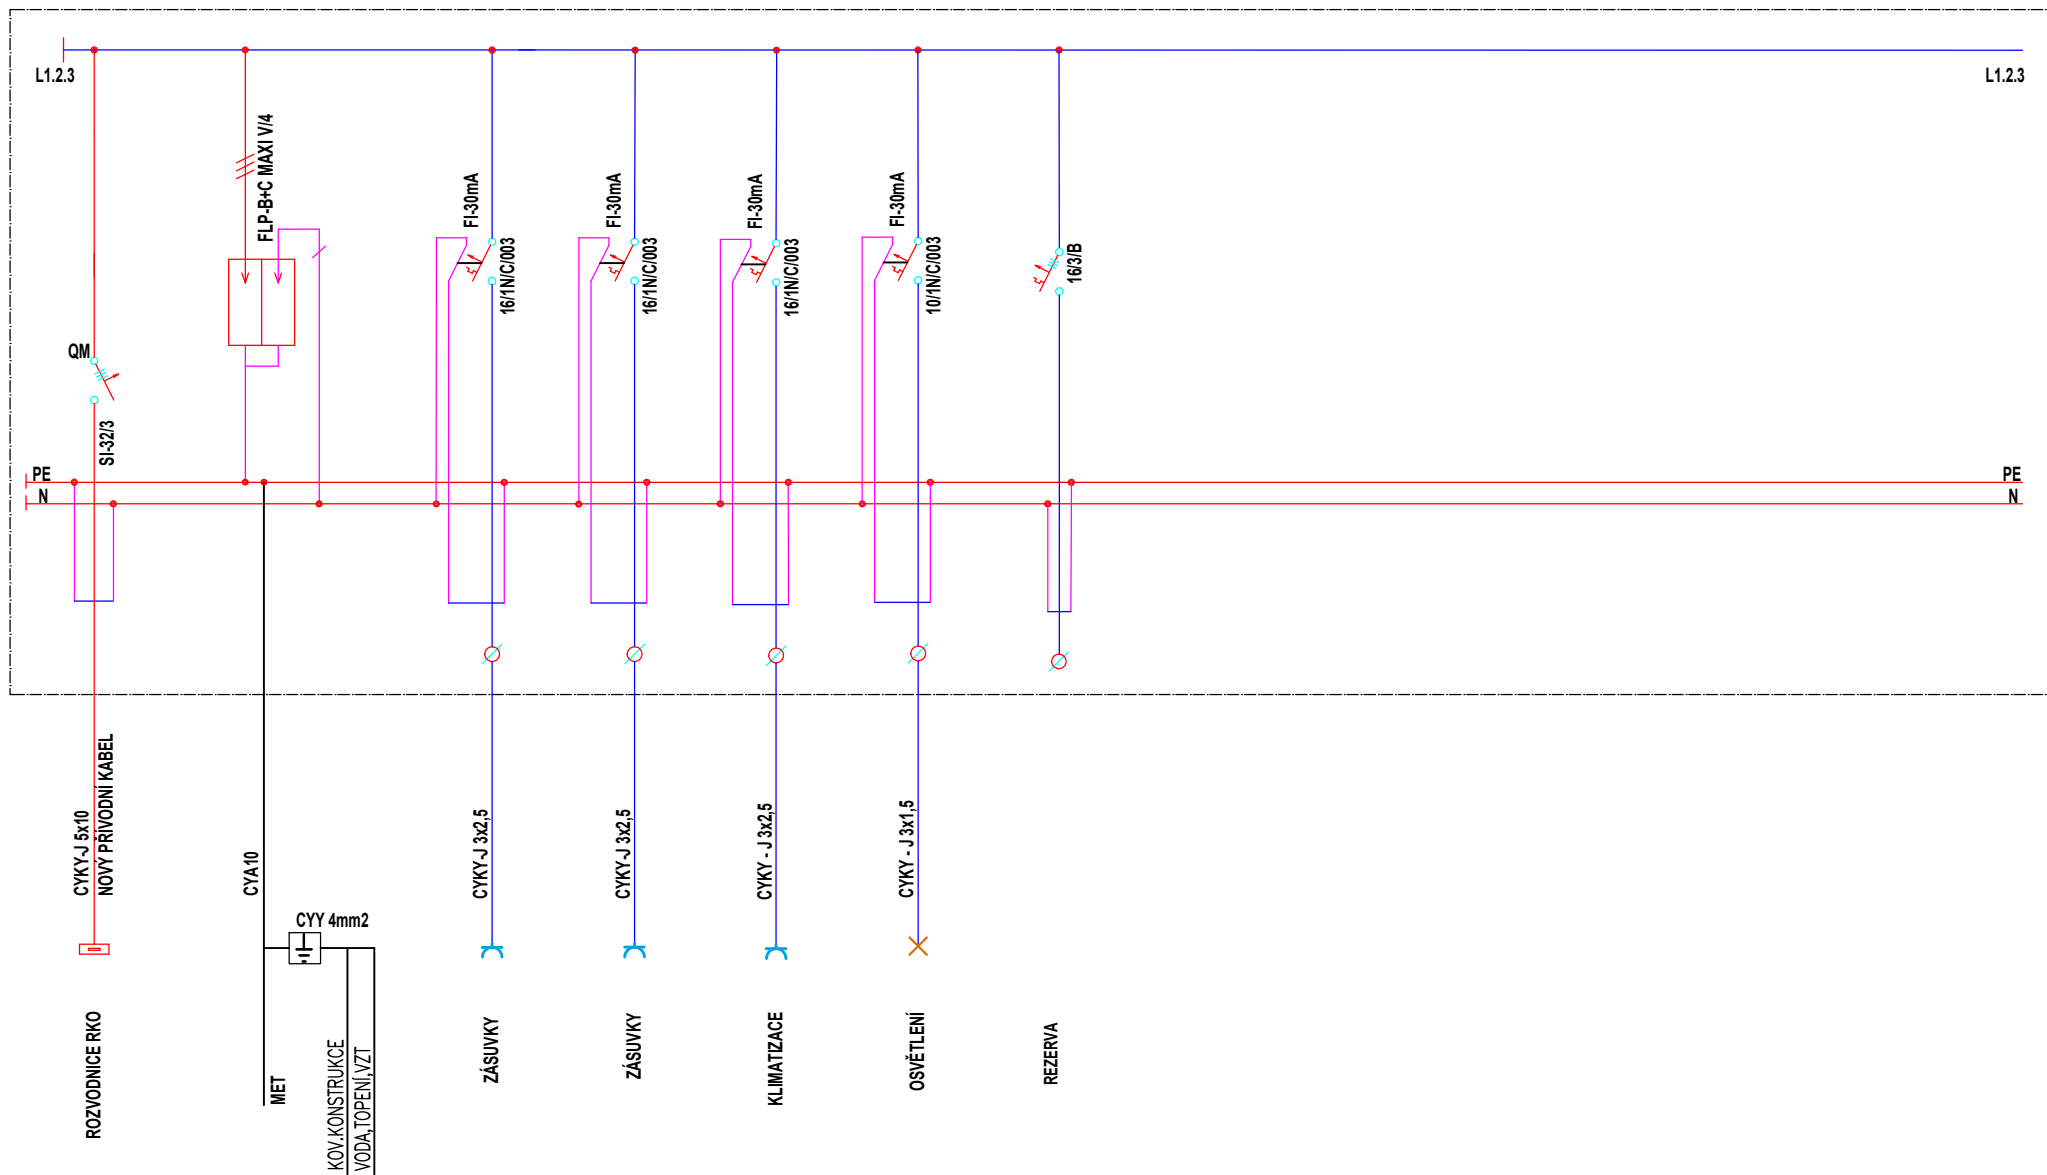 L1.2.3
L1.2.3
FLP-B+C MAXI V/4
FI-30mA
16/1N/C/003
FI-30mA
16/1N/C/003
FI-30mA
16/1N/C/003
FI-30mA
10/1N/C/003
16/3/B
QM
SI-32/3
PE
N
PE
N
CYKY-J 5x10
NOVÝ PŘÍVODNÍ KABEL
CYA10
CYY 4mm2
CYKY-J 3x2,5
CYKY-J 3x2,5
CYKY - J 3x2,5
CYKY - J 3x1,5
ROZVODNICE RKO
MET
KOV.KONSTRUKCE
VODA,TOPENÍ,VZT
ZÁSUVKY
ZÁSUVKY
KLIMATIZACE
OSVĚTLENÍ
REZERVA